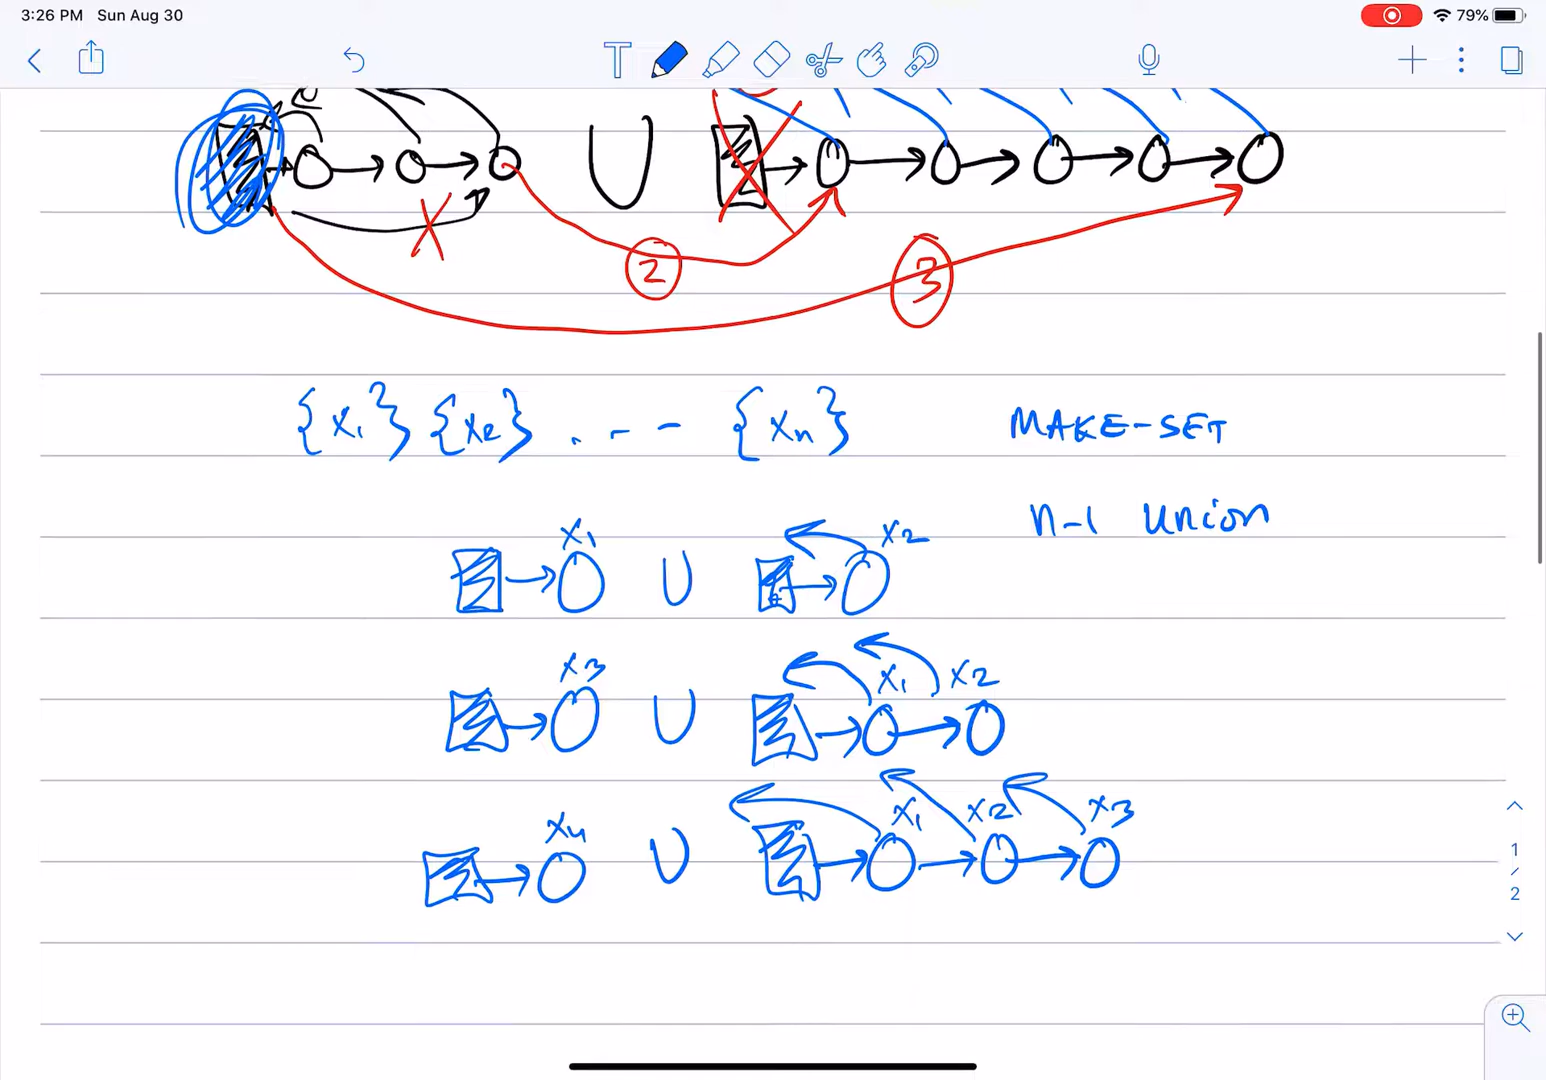 3:26 PM Sun Aug 30 79%
T
U
2
3
{x1} {x2} . - - {xn} MAKE-SET
n-1 union
x1 U x2
x3 U x1 x2
x4 U x1 x2 x3
1
/
2